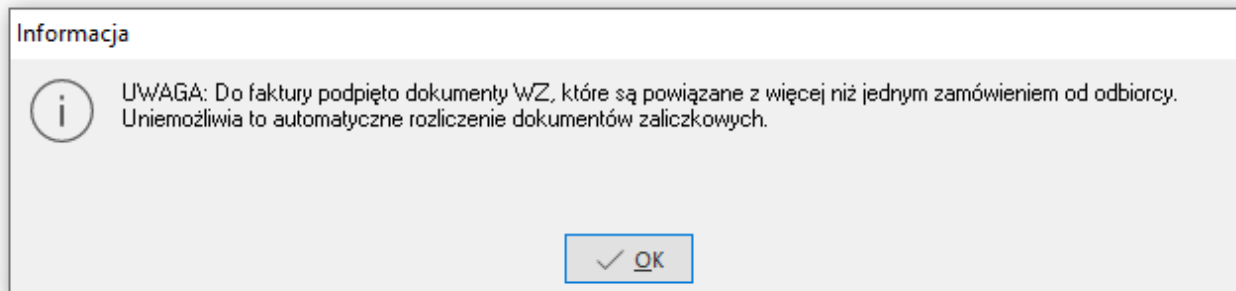 Informacja
UWAGA: Do faktury podpięto dokumenty WZ, które są powiązane z więcej niż jednym zamówieniem od odbiorcy.
Uniemożliwia to automatyczne rozliczenie dokumentów zaliczkowych.
OK